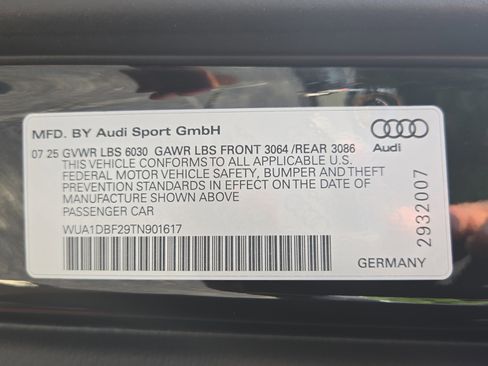 MFD. BY Audi Sport GmbH
07 25 GVWR LBS 6030 GAWR LBS FRONT 3064 /REAR 3086
THIS VEHICLE CONFORMS TO ALL APPLICABLE U.S.
FEDERAL MOTOR VEHICLE SAFETY, BUMPER AND THEFT
PREVENTION STANDARDS IN EFFECT ON THE DATE
OF MANUFACTURE SHOWN ABOVE
PASSENGER CAR
WUA1DBF29TN901617
Audi
2932007
GERMANY